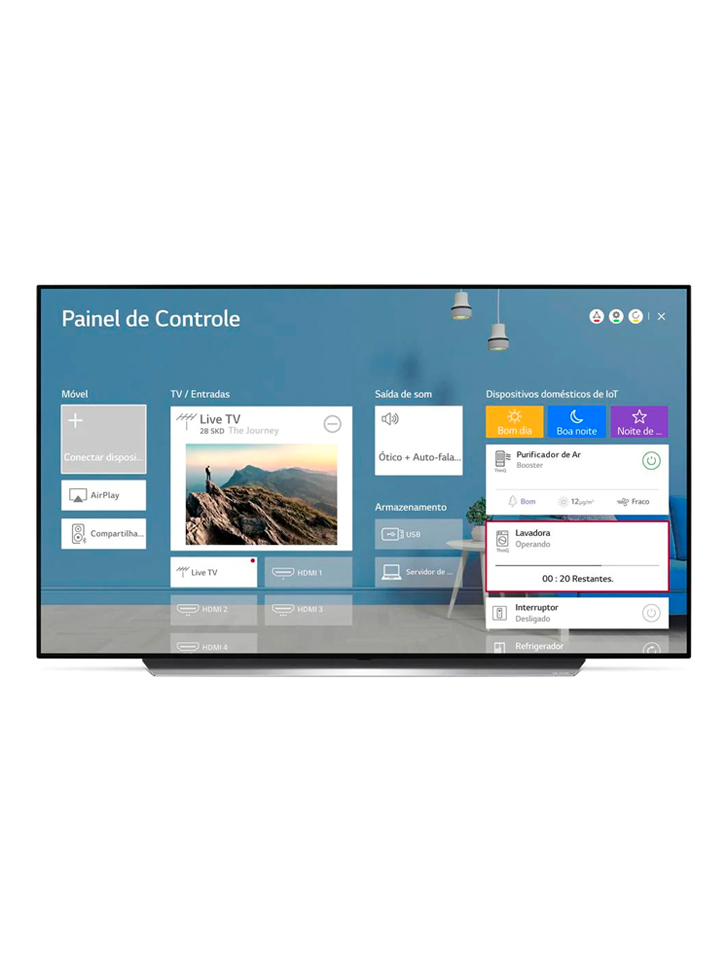 Painel de Controle
Móvel
Conectar disposi...
AirPlay
Compartilha...
TV / Entradas
Live TV
28 SKD The Journey
Live TV
HDMI 1
HDMI 2
HDMI 3
HDMI 4
Saída de som
Ótico + Auto-fala...
Armazenamento
USB
Servidor de ...
Dispositivos domésticos de IoT
Bom dia
Boa noite
Noite de ...
Purificador de Ar
Booster
ThinQ
Bom
12µg/m³
Fraco
Lavadora
Operando
ThinQ
00 : 20 Restantes.
Interruptor
Desligado
Refrigerador